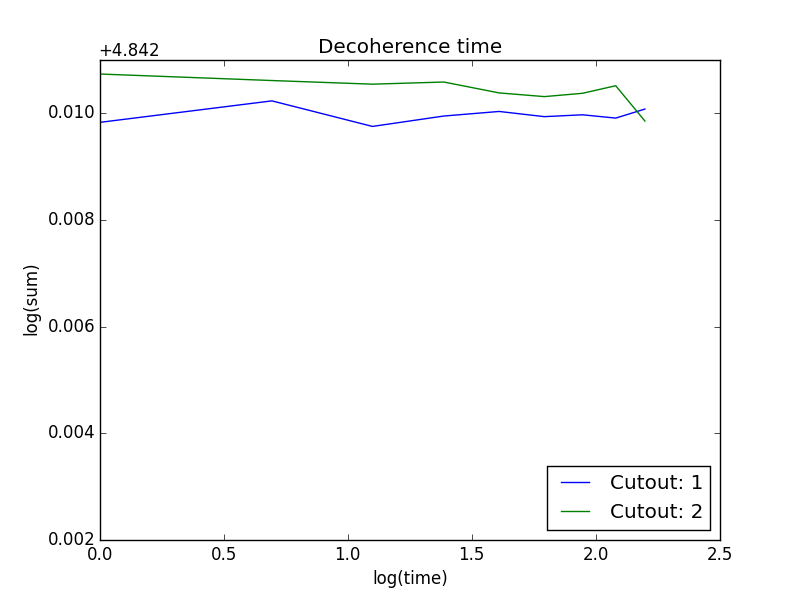 Decoherence time
+4.842
0.010
0.008
0.006
0.004
0.002
log(sum)
0.0 0.5 1.0 1.5 2.0 2.5
log(time)
Cutout: 1
Cutout: 2